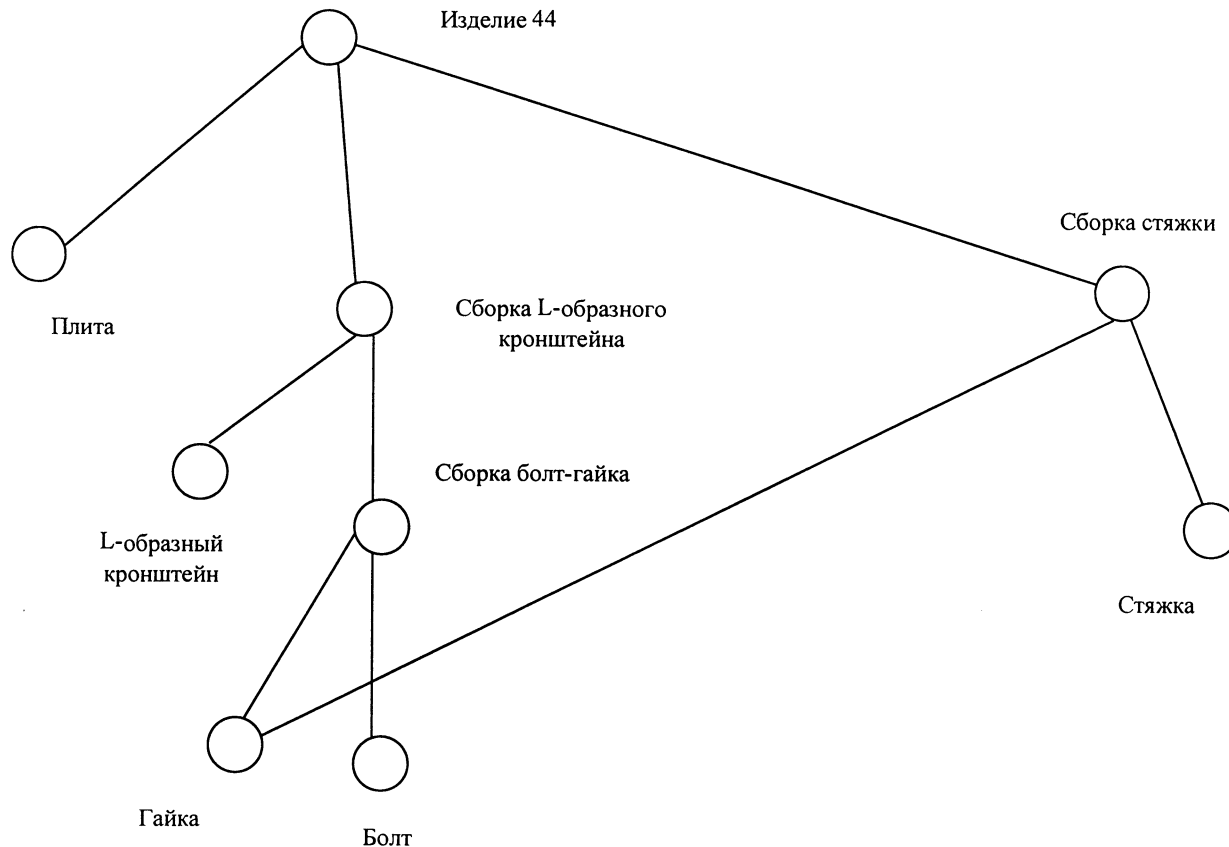 Изделие 44
Сборка стяжки
Плита
Сборка L-образного
кронштейна
Сборка болт-гайка
L-образный
кронштейн
Стяжка
Гайка
Болт